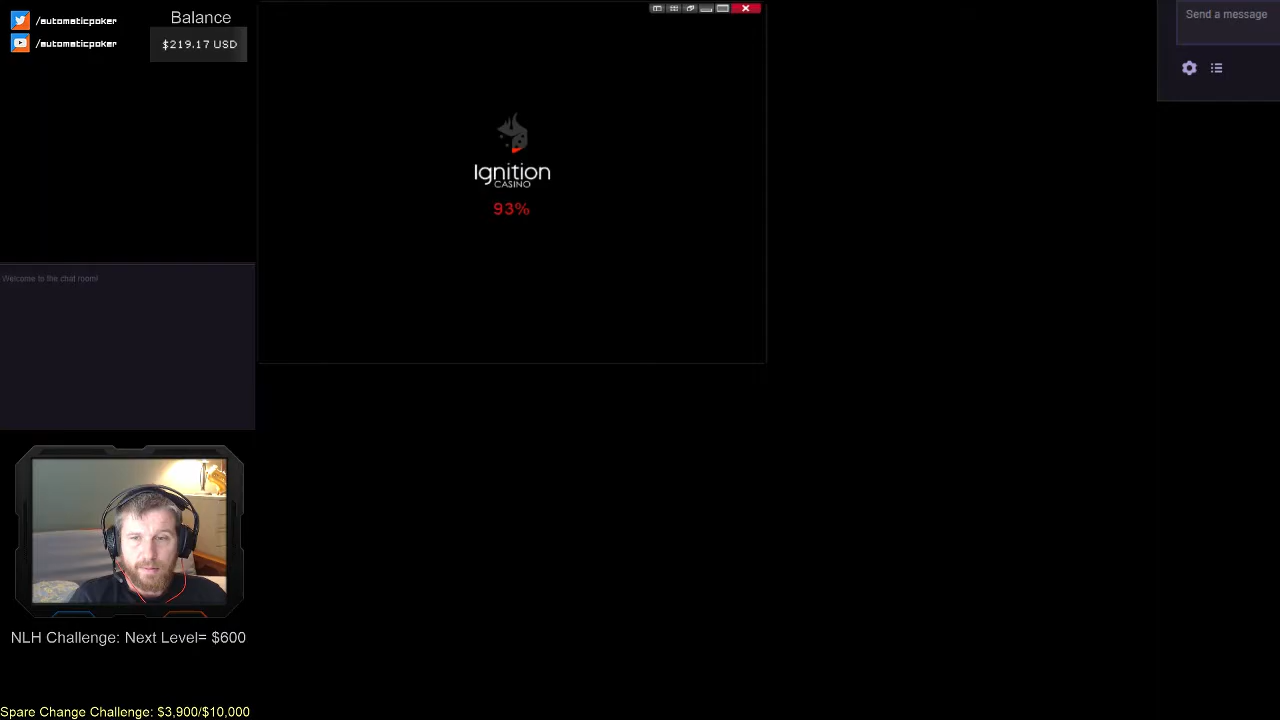 /automaticpoker
/automaticpoker
Balance
$219.17 USD
Ignition
CASINO
93%
Send a message
Welcome to the chat room!
NLH Challenge: Next Level= $600
Spare Change Challenge: $3,900/$10,000